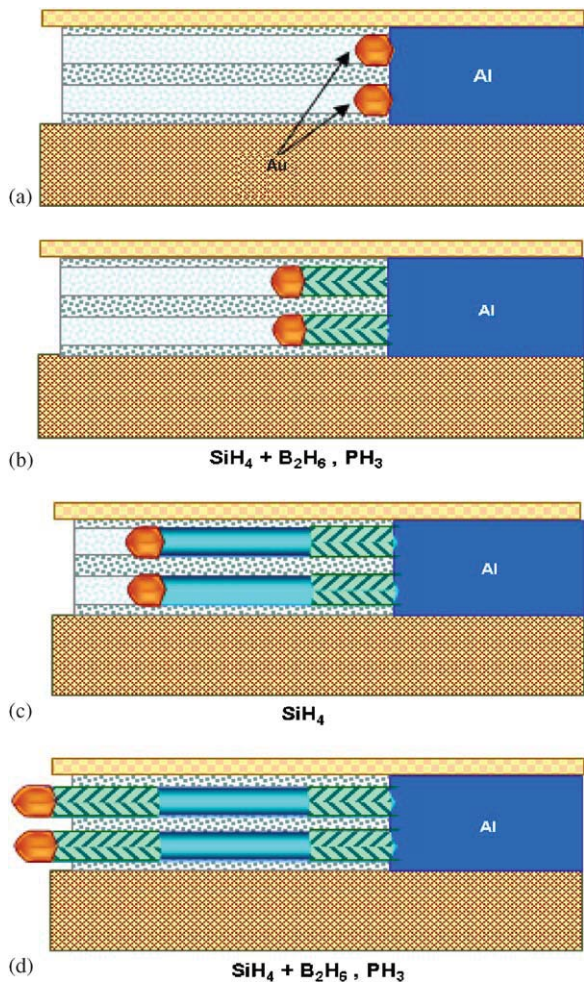 Al
Au
(a)
Al
(b)
SiH₄ + B₂H₆ , PH₃
Al
(c)
SiH₄
Al
(d)
SiH₄ + B₂H₆ , PH₃